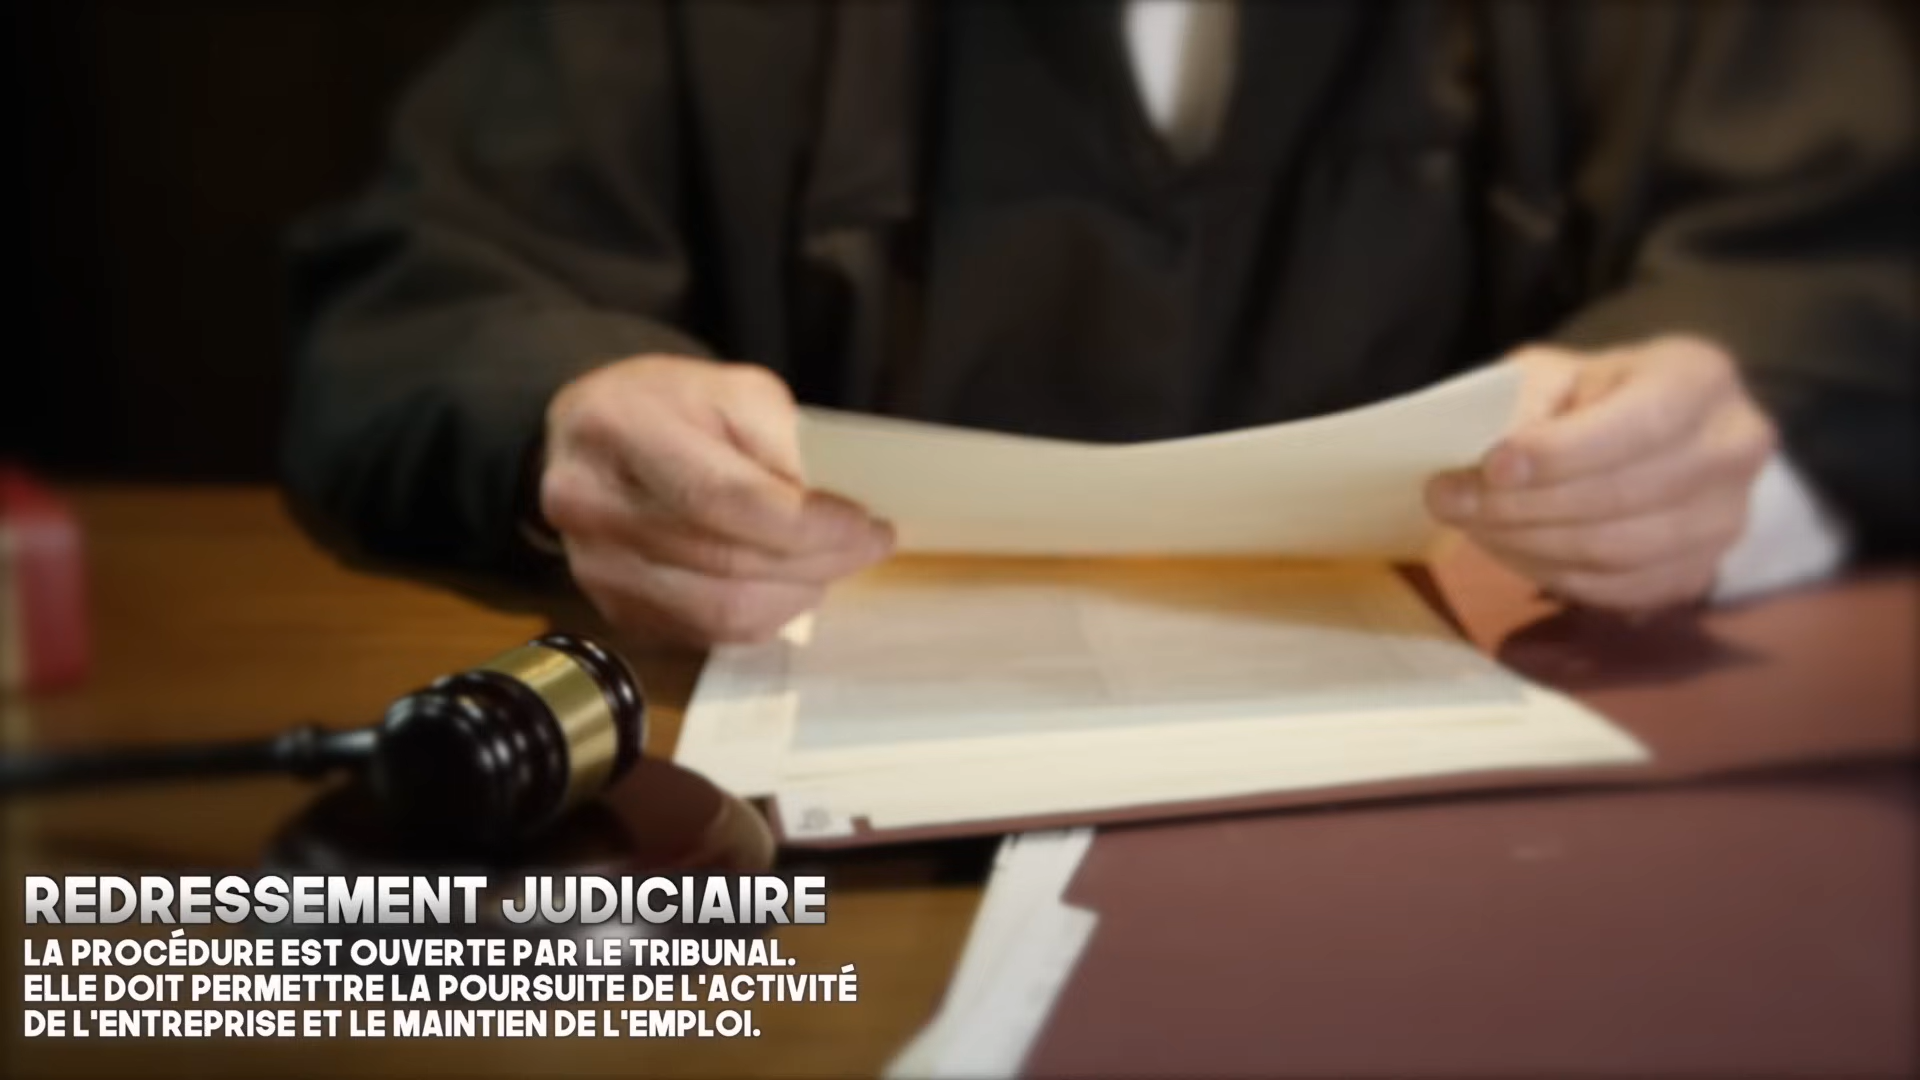 REDRESSEMENT JUDICIAIRE
LA PROCÉDURE EST OUVERTE PAR LE TRIBUNAL.
ELLE DOIT PERMETTRE LA POURSUITE DE L'ACTIVITÉ
DE L'ENTREPRISE ET LE MAINTIEN DE L'EMPLOI.